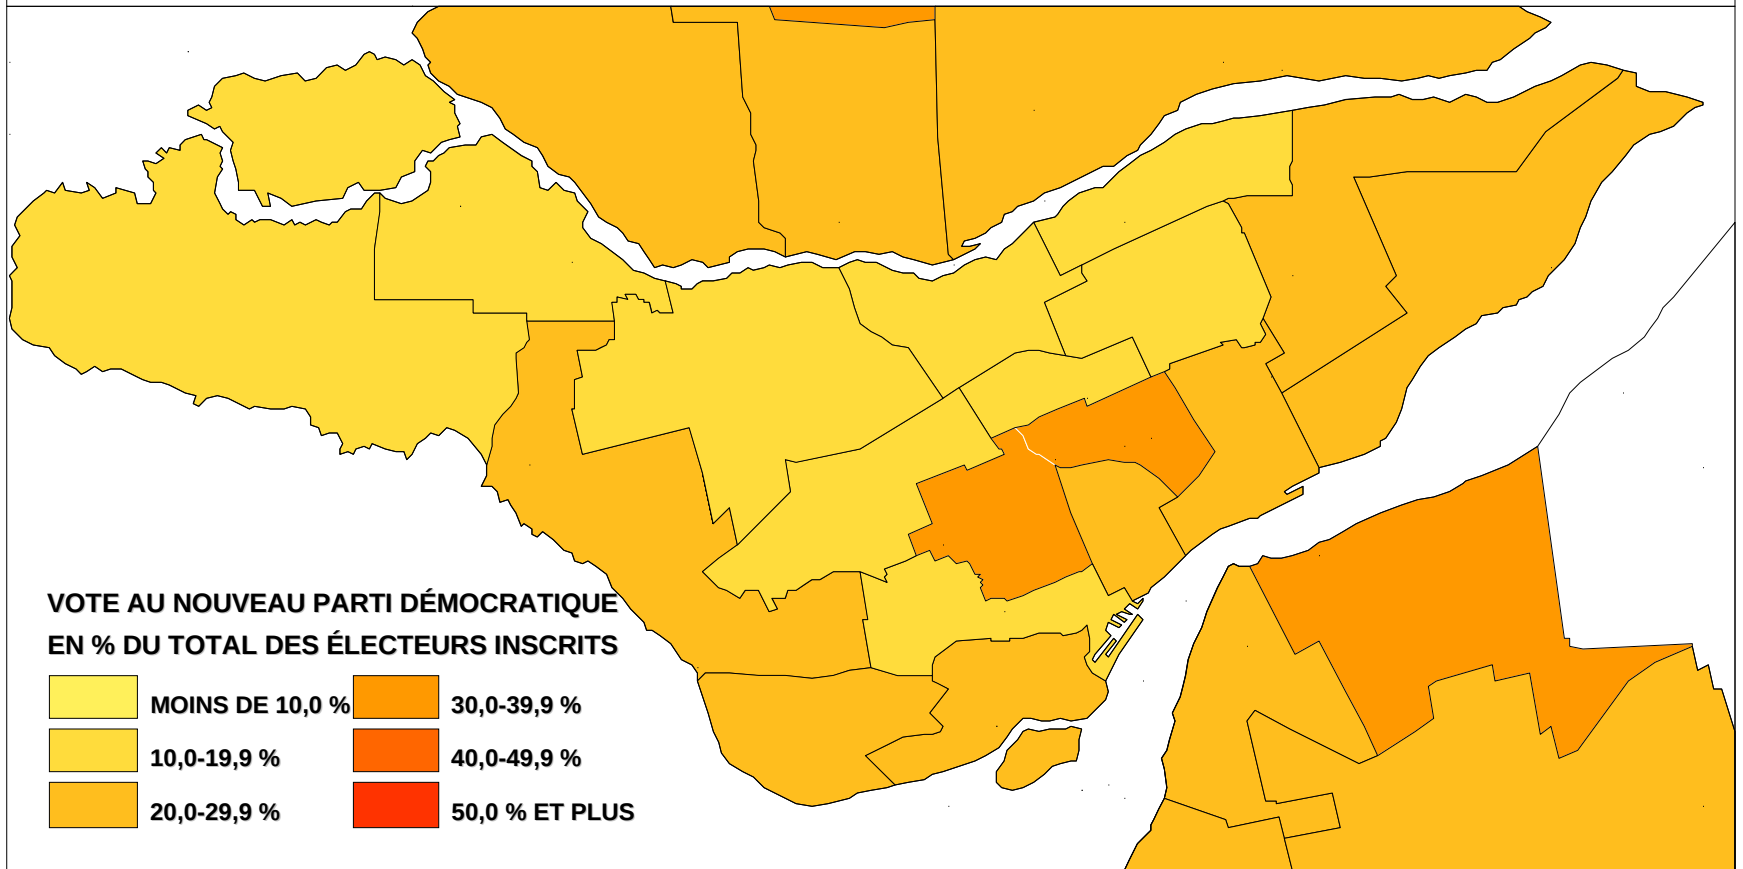 VOTE AU NOUVEAU PARTI DÉMOCRATIQUE
EN % DU TOTAL DES ÉLECTEURS INSCRITS
MOINS DE 10,0 %
10,0-19,9 %
20,0-29,9 %
30,0-39,9 %
40,0-49,9 %
50,0 % ET PLUS